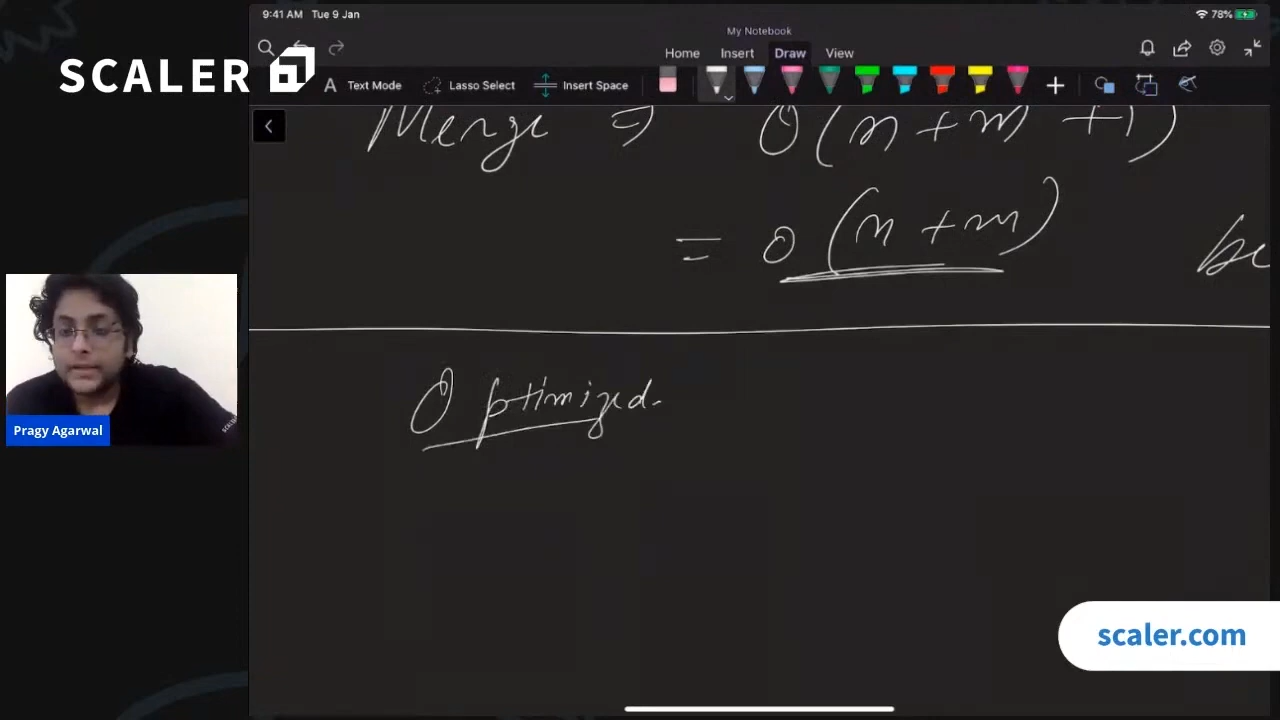 9:41 AM Tue 9 Jan
78%
My Notebook
Home Insert Draw View
SCALER
A Text Mode Lasso Select Insert Space
Merge ⇒ O(n + m + 1)
= O(n + m) be
Optimized.
Pragy Agarwal
scaler.com